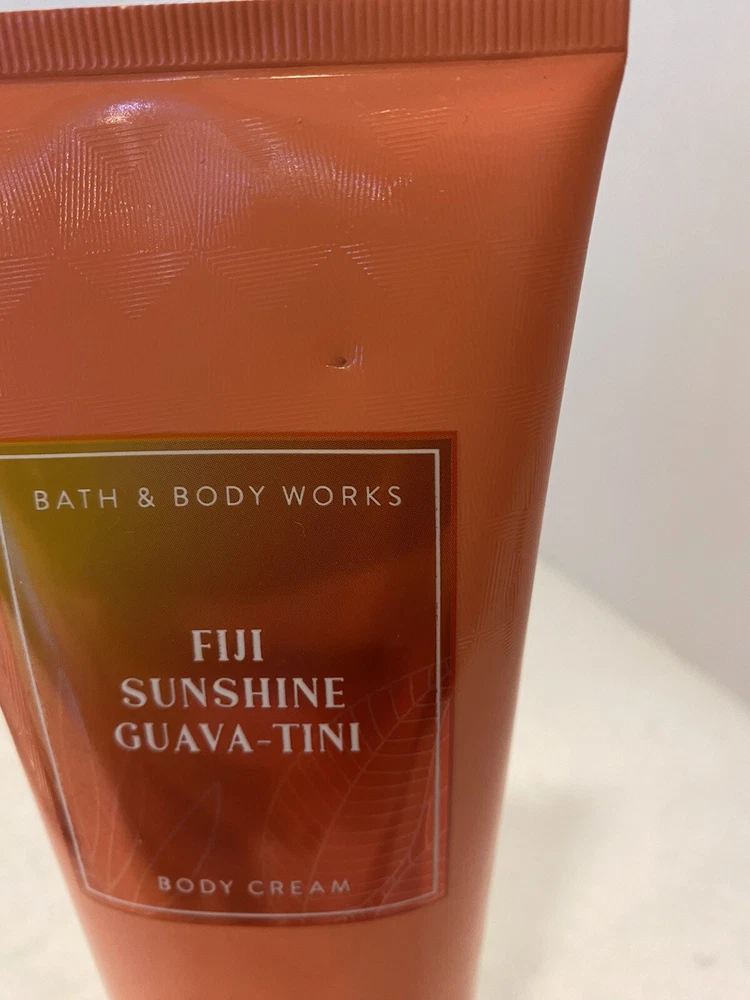 BATH & BODY WORKS
FIJI
SUNSHINE
GUAVA-TINI
BODY CREAM